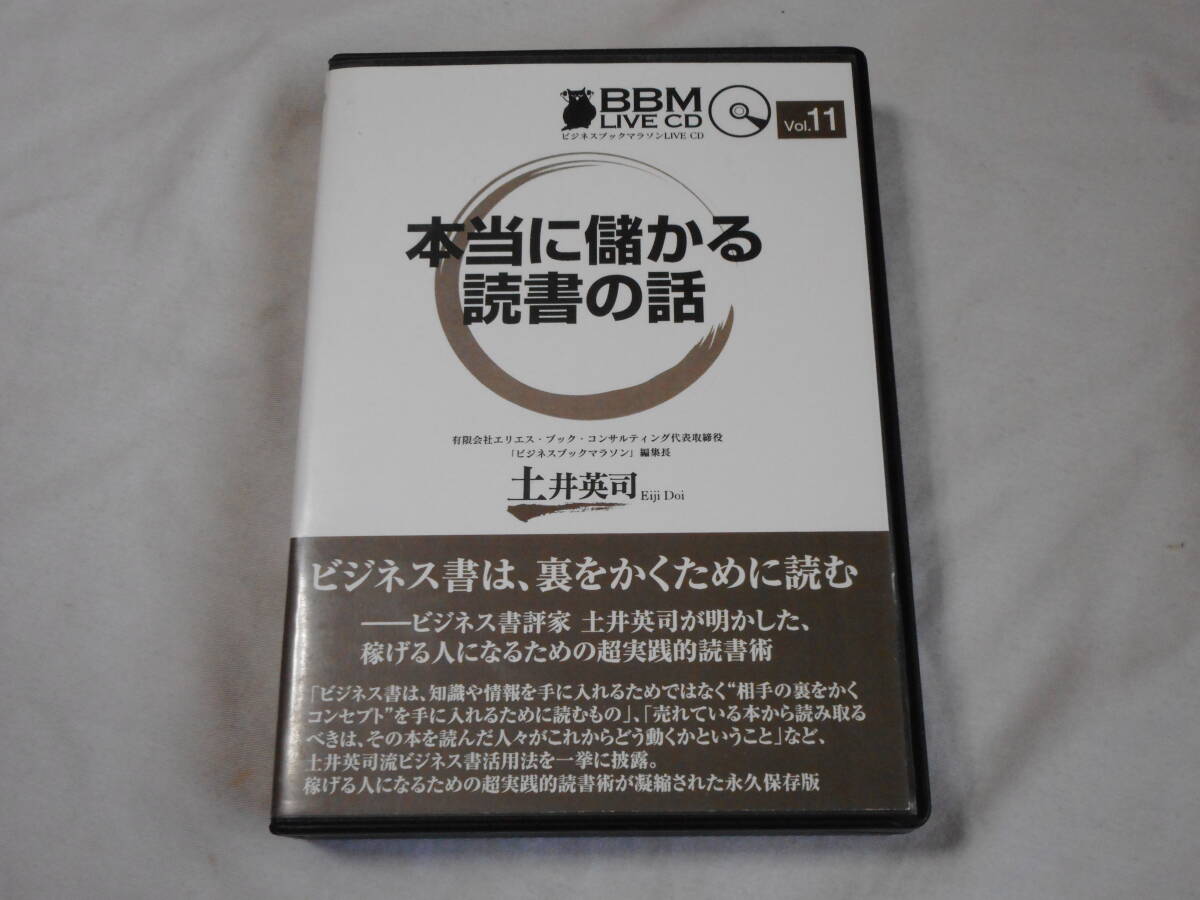 BBM
LIVE CD
ビジネスブックマラソンLIVE CD
Vol.11
本当に儲かる
読書の話
有限会社エリエス・ブック・コンサルティング代表取締役
「ビジネスブックマラソン」編集長
土井英司 Eiji Doi
ビジネス書は、裏をかくために読む
――ビジネス書評家 土井英司が明かした、
稼げる人になるための超実践的読書術
「ビジネス書は、知識や情報を手に入れるためではなく“相手の裏をかく
コンセプト”を手に入れるために読むもの」、「売れている本から読み取る
べきは、その本を読んだ人々がこれからどう動くかということ」など、
土井英司流ビジネス書活用法を一挙に披露。
稼げる人になるための超実践的読書術が凝縮された永久保存版